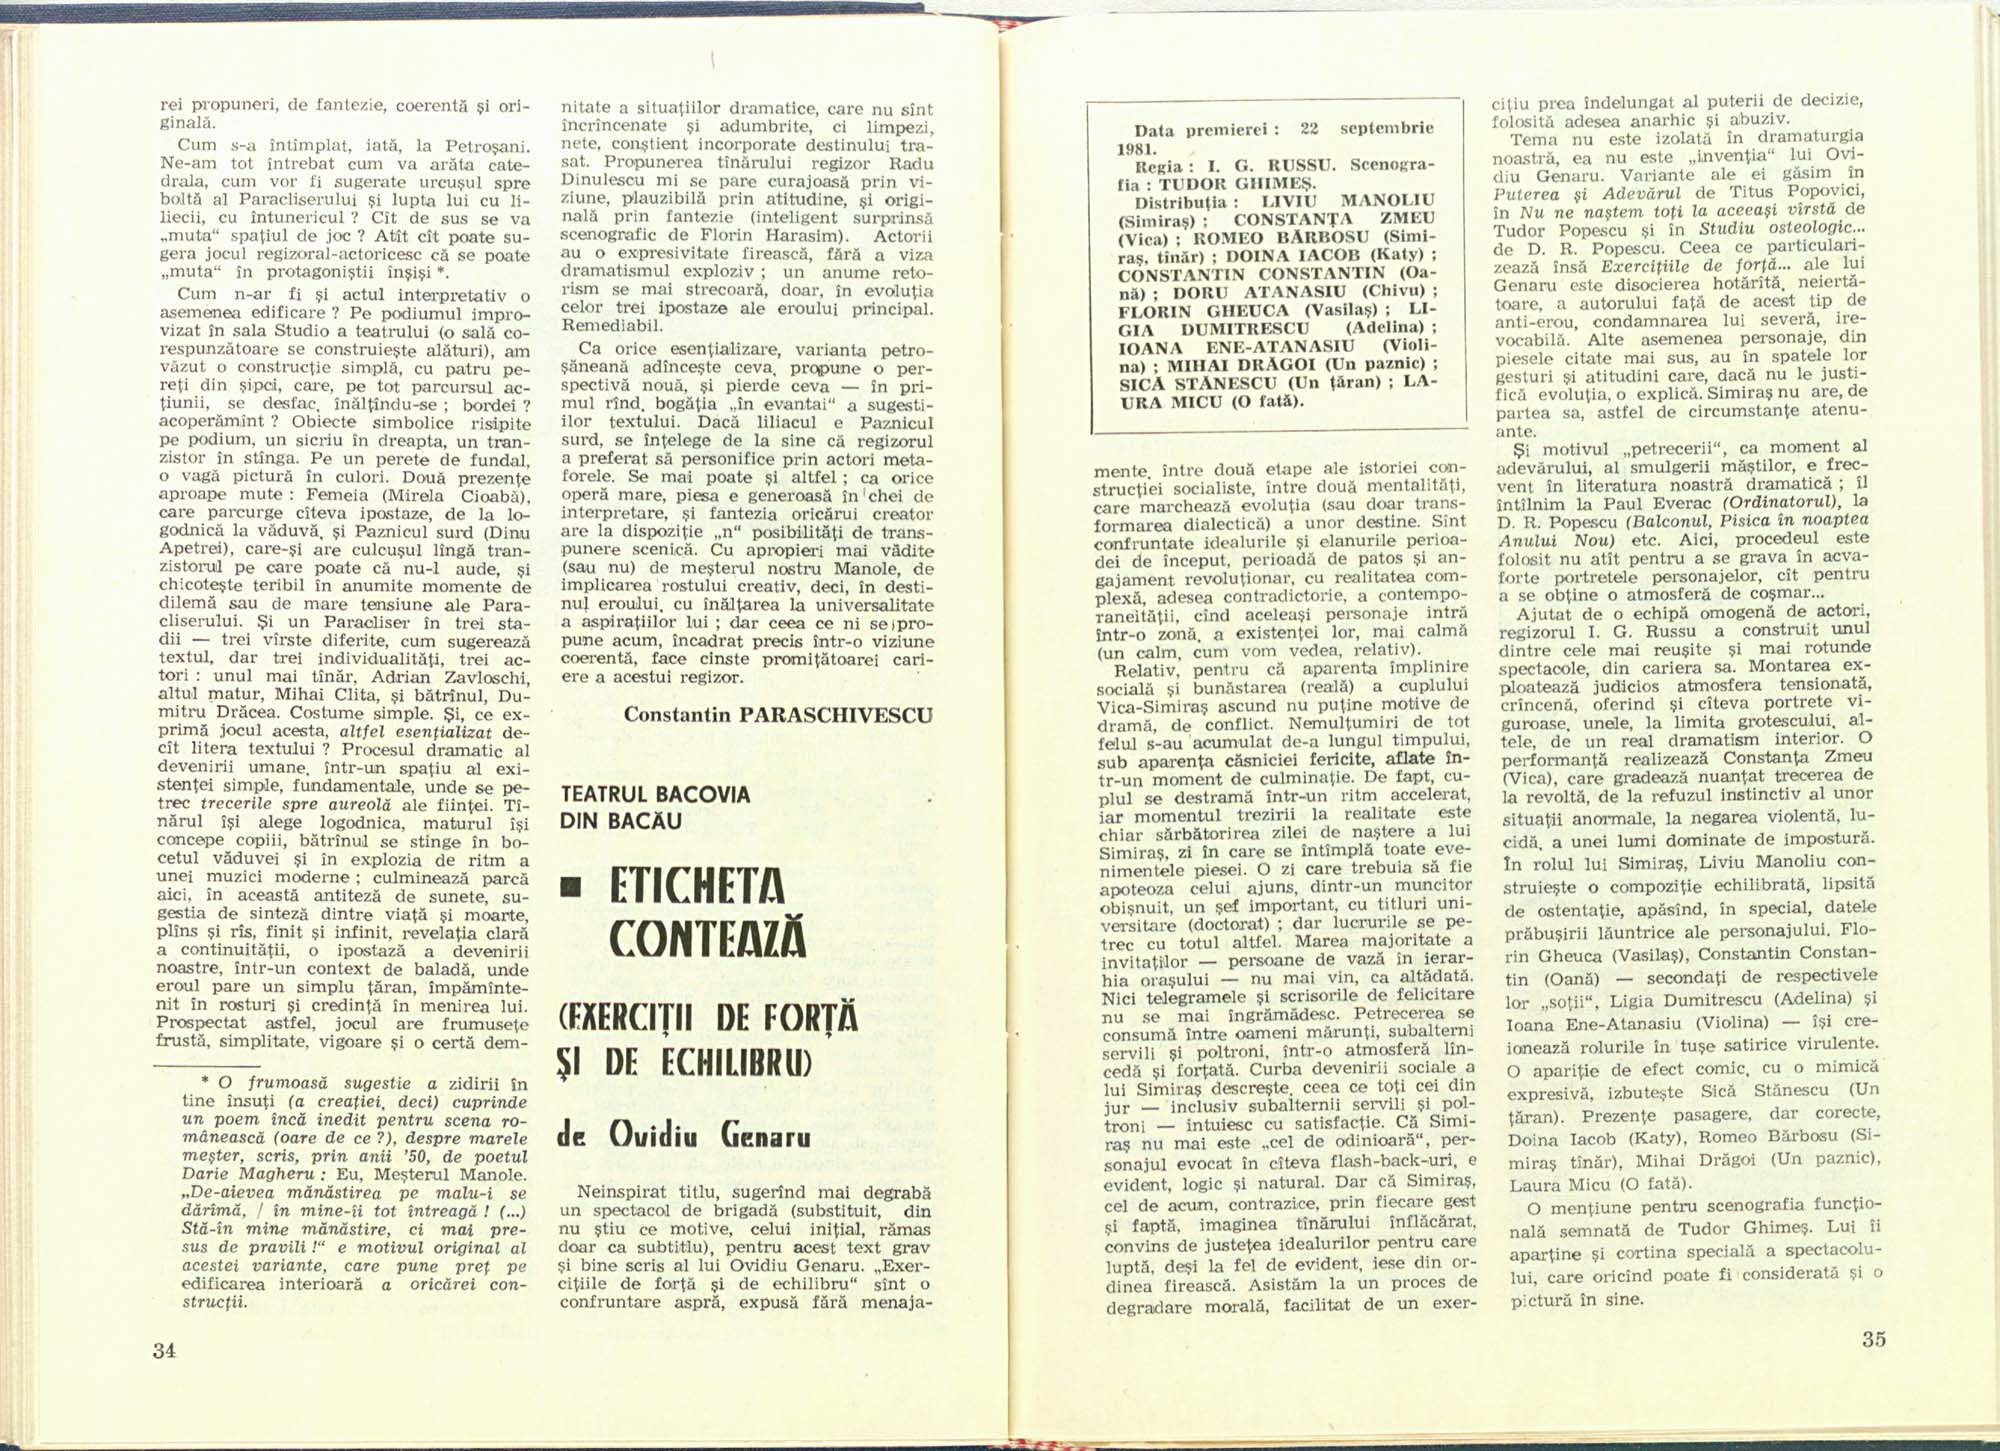 rei propuneri, de fantezie, coerentă și ori-
ginală.
Cum s-a întîmplat, iată, la Petroșani.
Ne-am tot întrebat cum va arăta cate-
drala, cum vor fi sugerate urcușul spre
boltă al Paracliserului și lupta lui cu li-
liecii, cu întunericul ? Cît de sus se va
„muta“ spațiul de joc ? Atît cît poate su-
gera jocul regizoral-actoricesc că se poate
„muta“ în protagoniștii înșiși *.
Cum n-ar fi și actul interpretativ o
asemenea edificare ? Pe podiumul impro-
vizat în sala Studio a teatrului (o sală co-
respunzătoare se construiește alături), am
văzut o construcție simplă, cu patru pe-
reți din șipci, care, pe tot parcursul ac-
țiunii, se desfac, înălțîndu-se ; bordei ?
acoperămînt ? Obiecte simbolice risipite
pe podium, un sicriu în dreapta, un tran-
zistor în stînga. Pe un perete de fundal,
o vagă pictură în culori. Două prezențe
aproape mute : Femeia (Mirela Cioabă),
care parcurge cîteva ipostaze, de la lo-
godnică la văduvă, și Paznicul surd (Dinu
Apetrei), care-și are culcușul lîngă tran-
zistorul pe care poate că nu-l aude, și
chicotește teribil în anumite momente de
dilemă sau de mare tensiune ale Para-
cliserului. Și un Paracliser în trei sta-
dii — trei vîrste diferite, cum sugerează
textul, dar trei individualități, trei ac-
tori : unul mai tînăr, Adrian Zavloschi,
altul matur, Mihai Clita, și bătrînul, Du-
mitru Drăcea. Costume simple. Și, ce ex-
primă jocul acesta, altfel esențializat de-
cît litera textului ? Procesul dramatic al
devenirii umane, într-un spațiu al exi-
stenței simple, fundamentale, unde se pe-
trec trecerile spre aureolă ale ființei. Tî-
nărul își alege logodnica, maturul își
concepe copiii, bătrînul se stinge în bo-
cetul văduvei și în explozia de ritm a
unei muzici moderne ; culminează parcă
aici, în această antiteză de sunete, su-
gestia de sinteză dintre viață și moarte,
plîns și rîs, finit și infinit, revelația clară
a continuității, o ipostază a devenirii
noastre, într-un context de baladă, unde
eroul pare un simplu țăran, împămînte-
nit în rosturi și credință în menirea lui.
Prospectat astfel, jocul are frumusețe
frustă, simplitate, vigoare și o certă dem-
* O frumoasă sugestie a zidirii în
tine însuți (a creației, deci) cuprinde
un poem încă inedit pentru scena ro-
mânească (oare de ce ?), despre marele
meșter, scris, prin anii '50, de poetul
Darie Magheru : Eu, Meșterul Manole.
„De-aievea mănăstirea pe malu-i se
dărîmă, / în mine-ii tot întreagă ! (...)
Stă-în mine mănăstire, ci mai pre-
sus de pravili !“ e motivul original al
acestei variante, care pune preț pe
edificarea interioară a oricărei con-
strucții.
34
nitate a situațiilor dramatice, care nu sînt
încrîncenate și adumbrite, ci limpezi,
nete, conștient incorporate destinului tra-
sat. Propunerea tînărului regizor Radu
Dinulescu mi se pare curajoasă prin vi-
ziune, plauzibilă prin atitudine, și origi-
nală prin fantezie (inteligent surprinsă
scenografic de Florin Harasim). Actorii
au o expresivitate firească, fără a viza
dramatismul exploziv ; un anume reto-
rism se mai strecoară, doar, în evoluția
celor trei ipostaze ale eroului principal.
Remediabil.
Ca orice esențializare, varianta petro-
șăneană adîncește ceva, propune o per-
spectivă nouă, și pierde ceva — în pri-
mul rînd, bogăția „în evantai“ a sugesti-
ilor textului. Dacă liliacul e Paznicul
surd, se înțelege de la sine că regizorul
a preferat să personifice prin actori meta-
forele. Se mai poate și altfel ; ca orice
operă mare, piesa e generoasă în chei de
interpretare, și fantezia oricărui creator
are la dispoziție „n“ posibilități de trans-
punere scenică. Cu apropieri mai vădite
(sau nu) de meșterul nostru Manole, de
implicarea rostului creativ, deci, în desti-
nul eroului, cu înălțarea la universalitate
a aspirațiilor lui ; dar ceea ce ni se pro-
pune acum, încadrat precis într-o viziune
coerentă, face cinste promițătoarei cari-
ere a acestui regizor.
Constantin PARASCHIVESCU
TEATRUL BACOVIA
DIN BACĂU
■ ETICHETA
CONTEAZĂ
(EXERCIȚII DE FORȚĂ
ȘI DE ECHILIBRU)
de Ovidiu Genaru
Neinspirat titlu, sugerînd mai degrabă
un spectacol de brigadă (substituit, din
nu știu ce motive, celui inițial, rămas
doar ca subtitlu), pentru acest text grav
și bine scris al lui Ovidiu Genaru. „Exer-
cițiile de forță și de echilibru“ sînt o
confruntare aspră, expusă fără menaja-
Data premierei : 22 septembrie
1981.
Regia : I. G. RUSSU. Scenogra-
fia : TUDOR GHIMEȘ.
Distribuția : LIVIU MANOLIU
(Simiraș) ; CONSTANȚA ZMEU
(Vica) ; ROMEO BĂRBOSU (Simi-
raș, tînăr) ; DOINA IACOB (Katy) ;
CONSTANTIN CONSTANTIN (Oa-
nă) ; DORU ATANASIU (Chivu) ;
FLORIN GHEUCA (Vasilaș) ; LI-
GIA DUMITRESCU (Adelina) ;
IOANA ENE-ATANASIU (Violi-
na) ; MIHAI DRĂGOI (Un paznic) ;
SICĂ STĂNESCU (Un țăran) ; LA-
URA MICU (O fată).
mente, între două etape ale istoriei con-
strucției socialiste, între două mentalități,
care marchează evoluția (sau doar trans-
formarea dialectică) a unor destine. Sînt
confruntate idealurile și elanurile perioa-
dei de început, perioadă de patos și an-
gajament revoluționar, cu realitatea com-
plexă, adesea contradictorie, a contempo-
raneității, cînd aceleași personaje intră
într-o zonă, a existenței lor, mai calmă
(un calm, cum vom vedea, relativ).
Relativ, pentru că aparenta împlinire
socială și bunăstarea (reală) a cuplului
Vica-Simiraș ascund nu puține motive de
dramă, de conflict. Nemulțumiri de tot
felul s-au acumulat de-a lungul timpului,
sub aparența căsniciei fericite, aflate în-
tr-un moment de culminație. De fapt, cu-
plul se destramă într-un ritm accelerat,
iar momentul trezirii la realitate este
chiar sărbătorirea zilei de naștere a lui
Simiraș, zi în care se întîmplă toate eve-
nimentele piesei. O zi care trebuia să fie
apoteoza celui ajuns, dintr-un muncitor
obișnuit, un șef important, cu titluri uni-
versitare (doctorat) ; dar lucrurile se pe-
trec cu totul altfel. Marea majoritate a
invitaților — persoane de vază în ierar-
hia orașului — nu mai vin, ca altădată.
Nici telegramele și scrisorile de felicitare
nu se mai îngrămădesc. Petrecerea se
consumă între oameni mărunți, subalterni
servili și poltroni, într-o atmosferă lîn-
cedă și forțată. Curba devenirii sociale a
lui Simiraș descrește, ceea ce toți cei din
jur — inclusiv subalternii servili și pol-
troni — intuiesc cu satisfacție. Că Simi-
raș nu mai este „cel de odinioară“, per-
sonajul evocat în cîteva flash-back-uri, e
evident, logic și natural. Dar că Simiraș,
cel de acum, contrazice, prin fiecare gest
și faptă, imaginea tînărului înflăcărat,
convins de justețea idealurilor pentru care
luptă, deși la fel de evident, iese din or-
dinea firească. Asistăm la un proces de
degradare morală, facilitat de un exer-
cițiu prea îndelungat al puterii de decizie,
folosită adesea anarhic și abuziv.
Tema nu este izolată în dramaturgia
noastră, ea nu este „invenția“ lui Ovi-
diu Genaru. Variante ale ei găsim în
Puterea și Adevărul de Titus Popovici,
în Nu ne naștem toți la aceeași vîrstă de
Tudor Popescu și în Studiu osteologic...
de D. R. Popescu. Ceea ce particulari-
zează însă Exercițiile de forță... ale lui
Genaru este disocierea hotărîtă, neiertă-
toare, a autorului față de acest tip de
anti-erou, condamnarea lui severă, ire-
vocabilă. Alte asemenea personaje, din
piesele citate mai sus, au în spatele lor
gesturi și atitudini care, dacă nu le justi-
fică evoluția, o explică. Simiraș nu are, de
partea sa, astfel de circumstanțe atenu-
ante.
Și motivul „petrecerii“, ca moment al
adevărului, al smulgerii măștilor, e frec-
vent în literatura noastră dramatică ; îl
întîlnim la Paul Everac (Ordinatorul), la
D. R. Popescu (Balconul, Pisica în noaptea
Anului Nou) etc. Aici, procedeul este
folosit nu atît pentru a se grava în acva-
forte portretele personajelor, cît pentru
a se obține o atmosferă de coșmar...
Ajutat de o echipă omogenă de actori,
regizorul I. G. Russu a construit unul
dintre cele mai reușite și mai rotunde
spectacole, din cariera sa. Montarea ex-
ploatează judicios atmosfera tensionată,
crîncenă, oferind și cîteva portrete vi-
guroase, unele, la limita grotescului, al-
tele, de un real dramatism interior. O
performanță realizează Constanța Zmeu
(Vica), care gradează nuanțat trecerea de
la revoltă, de la refuzul instinctiv al unor
situații anormale, la negarea violentă, lu-
cidă, a unei lumi dominate de impostură.
În rolul lui Simiraș, Liviu Manoliu con-
struiește o compoziție echilibrată, lipsită
de ostentație, apăsînd, în special, datele
prăbușirii lăuntrice ale personajului. Flo-
rin Gheuca (Vasilaș), Constantin Constan-
tin (Oană) — secondați de respectivele
lor „soții“, Ligia Dumitrescu (Adelina) și
Ioana Ene-Atanasiu (Violina) — își cre-
ionează rolurile în tușe satirice virulente.
O apariție de efect comic, cu o mimică
expresivă, izbutește Sică Stănescu (Un
țăran). Prezențe pasagere, dar corecte,
Doina Iacob (Katy), Romeo Bărbosu (Si-
miraș tînăr), Mihai Drăgoi (Un paznic),
Laura Micu (O fată).
O mențiune pentru scenografia funcțio-
nală semnată de Tudor Ghimeș. Lui îi
aparține și cortina specială a spectacolu-
lui, care oricînd poate fi considerată și o
pictură în sine.
35